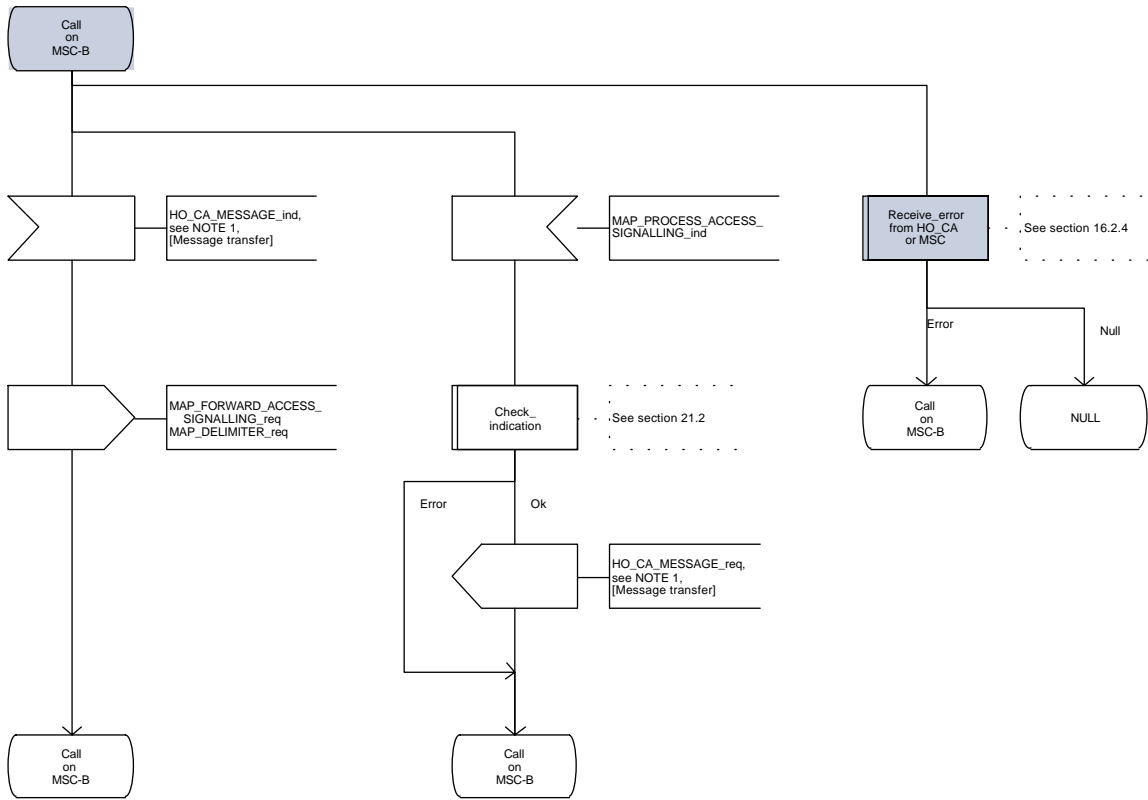 Call
on
MSC-B
HO_CA_MESSAGE_ind,
see NOTE 1,
[Message transfer]
MAP_PROCESS_ACCESS_
SIGNALLING_ind
Receive_error
from HO_CA
or MSC
See section 16.2.4
Error
Null
MAP_FORWARD_ACCESS_
SIGNALLING_req
MAP_DELIMITER_req
Check_
indication
See section 21.2
Call
on
MSC-B
NULL
Error
Ok
HO_CA_MESSAGE_req,
see NOTE 1,
[Message transfer]
Call
on
MSC-B
Call
on
MSC-B